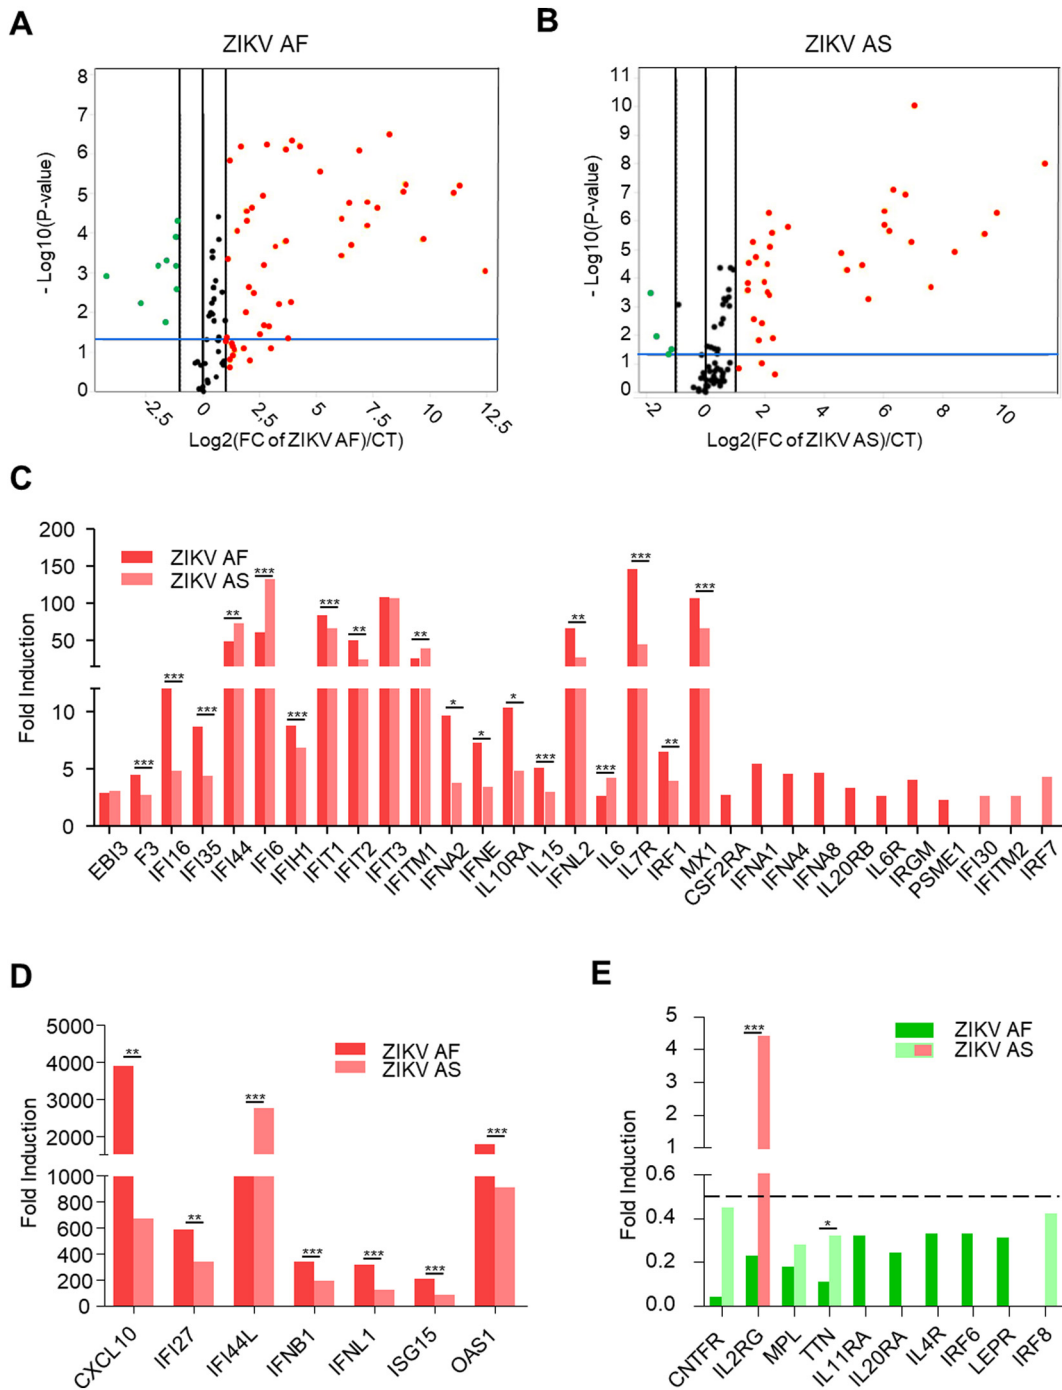 A
ZIKV AF
8
7
6
5
4
3
2
1
0
- Log10(P-value)
-2.5
0
2,5
5
7.5
10
12.5
Log2(FC of ZIKV AF)/CT)
B
ZIKV AS
11
10
9
8
7
6
5
4
3
2
1
0
- Log10(P-value)
-2
0
2
4
6
8
10
Log2(FC of ZIKV AS)/CT)
C
200
150
100
50
10
5
0
Fold Induction
ZIKV AF
ZIKV AS
*** *** *** ** *** *** *** ** ** * * * *** ** *** *** ** ***
EBI3
F3
IFI16
IFI35
IFI44
IFI6
IFIH1
IFIT1
IFIT2
IFIT3
IFITM1
IFNA2
IFNE
IL10RA
IL15
IFNL2
IL6
IL7R
IRF1
MX1
CSF2RA
IFNA1
IFNA4
IFNA8
IL20RB
IL6R
IRGM
PSME1
IFI30
IFITM2
IRF7
D
5000
4000
3000
2000
1000
800
600
400
200
0
Fold Induction
ZIKV AF
ZIKV AS
** ** *** *** *** *** ***
CXCL10
IFI27
IFI44L
IFNB1
IFNL1
ISG15
OAS1
E
5
4
3
2
1
0.6
0.4
0.2
0.0
Fold Induction
ZIKV AF
ZIKV AS
*** *
CNTFR
IL2RG
MPL
TTN
IL11RA
IL20RA
IL4R
IRF6
LEPR
IRF8